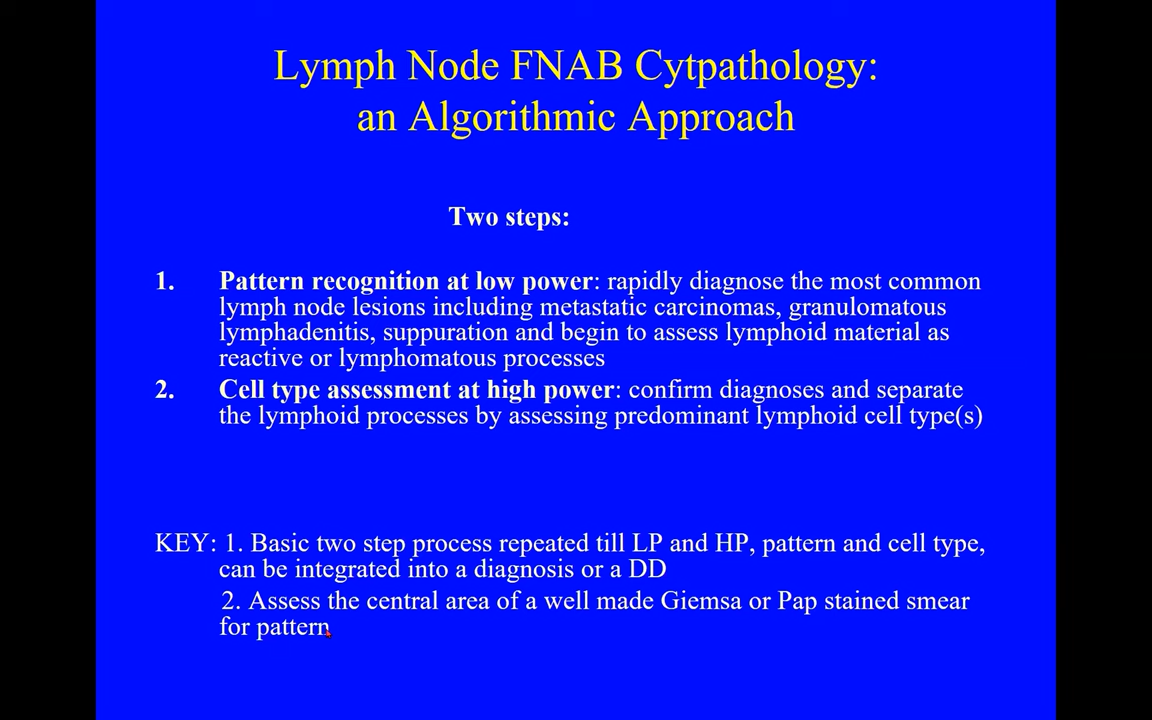 Lymph Node FNAB Cytpathology:
an Algorithmic Approach
Two steps:
1. Pattern recognition at low power: rapidly diagnose the most common
lymph node lesions including metastatic carcinomas, granulomatous
lymphadenitis, suppuration and begin to assess lymphoid material as
reactive or lymphomatous processes
2. Cell type assessment at high power: confirm diagnoses and separate
the lymphoid processes by assessing predominant lymphoid cell type(s)
KEY: 1. Basic two step process repeated till LP and HP, pattern and cell type,
can be integrated into a diagnosis or a DD
2. Assess the central area of a well made Giemsa or Pap stained smear
for pattern